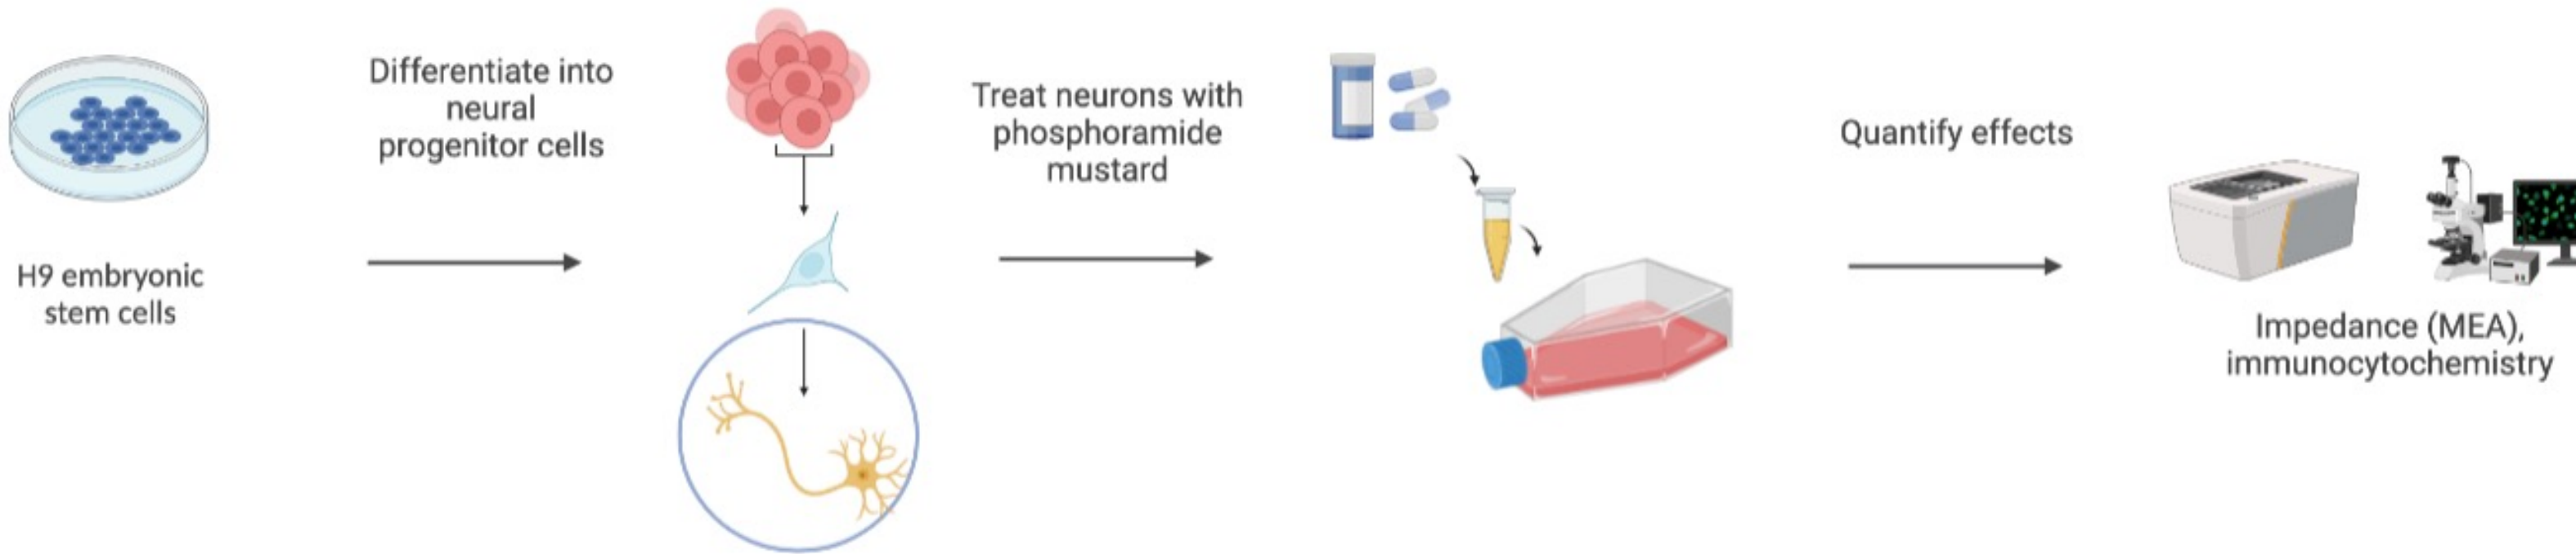 H9 embryonic
stem cells
Differentiate into
neural
progenitor cells
Treat neurons with
phosphoramide
mustard
Quantify effects
Impedance (MEA),
immunocytochemistry